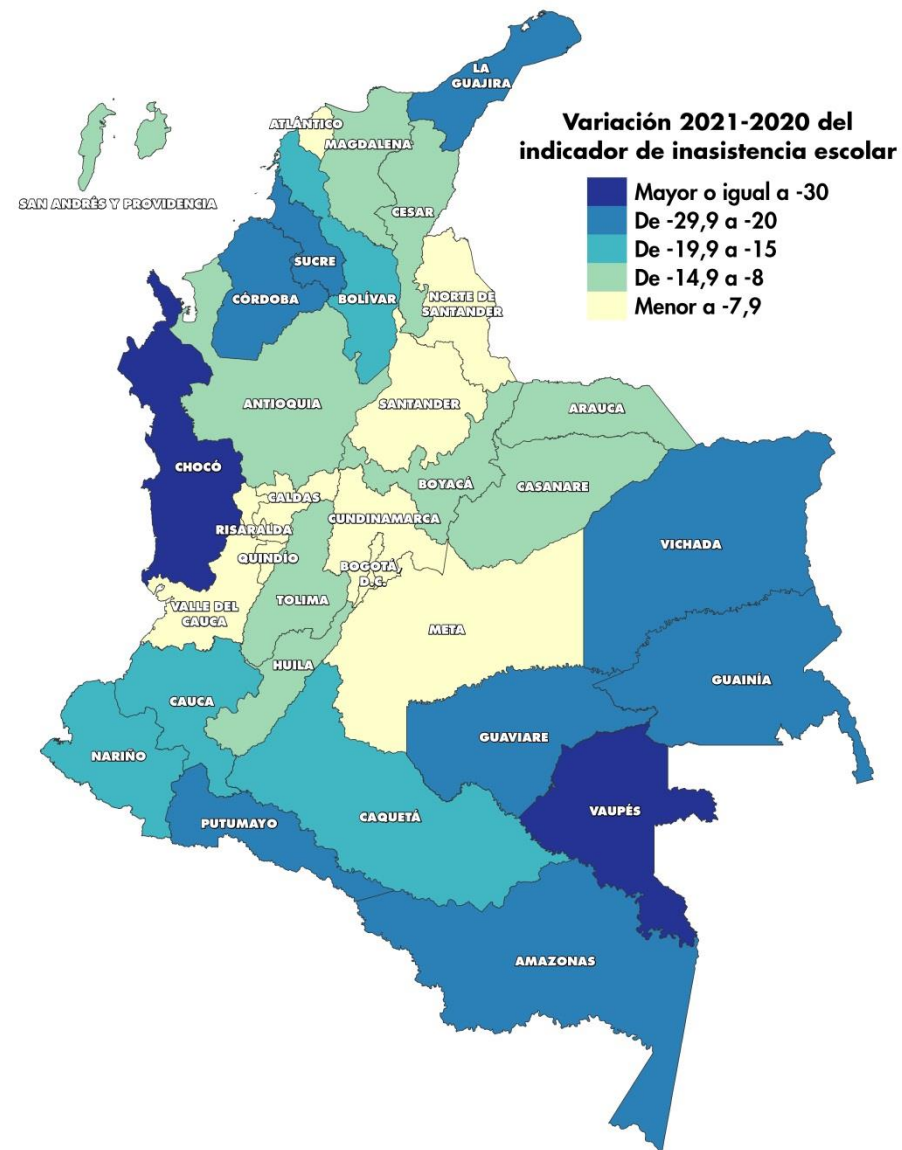 LA
GUAJIRA
Variación 2021-2020 del
indicador de inasistencia escolar
Mayor o igual a -30
De -29,9 a -20
De -19,9 a -15
De -14,9 a -8
Menor a -7,9
ATLÁNTICO
MAGDALENA
SAN ANDRÉS Y PROVIDENCIA
CESAR
SUCRE
CÓRDOBA
BOLÍVAR
NORTE DE
SANTANDER
ANTIOQUIA
SANTANDER
ARAUCA
CHOCÓ
BOYACÁ
CASANARE
CALDAS
CUNDINAMARCA
RISARALDA
QUINDÍO
BOGOTÁ
D.C.
VICHADA
TOLIMA
VALLE DEL
CAUCA
META
HUILA
GUAINÍA
CAUCA
GUAVIARE
NARIÑO
VAUPÉS
PUTUMAYO
CAQUETÁ
AMAZONAS